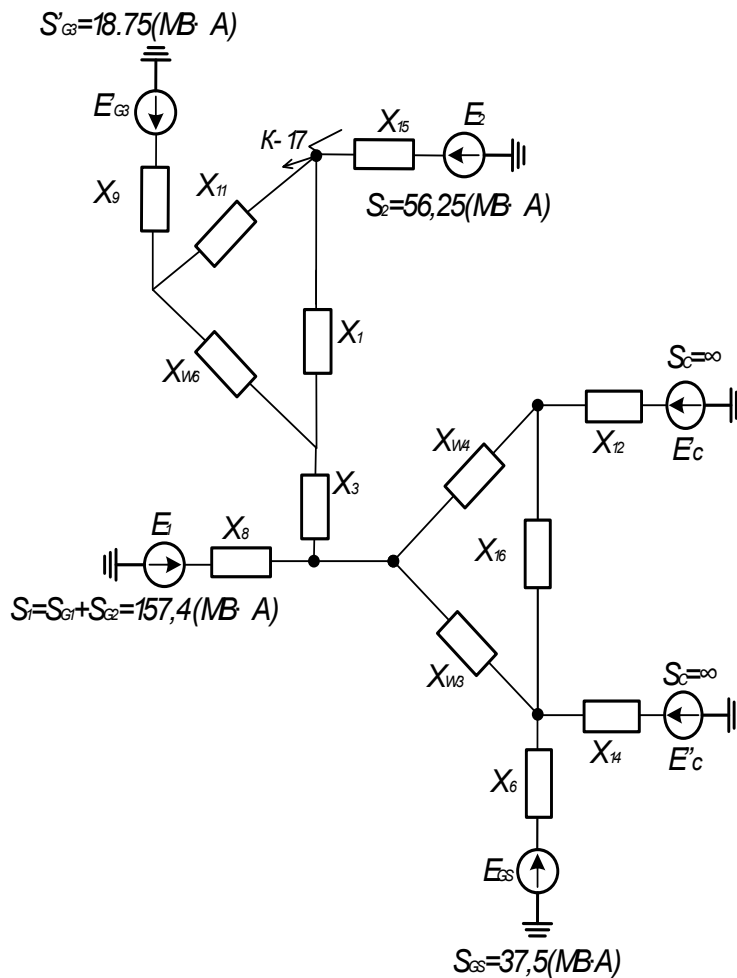 S'G3=18.75(MB· A)
E'G3
K-17
X15
E2
X9
X11
S2=56,25(MB· A)
X1
XW6
SC=∞
X12
E'C
XW4
X3
E1
X8
X16
S1=SG1+SG2=157,4(MB· A)
XW3
SC=∞
X14
E"C
X6
EGS
SGS=37,5(MB·A)